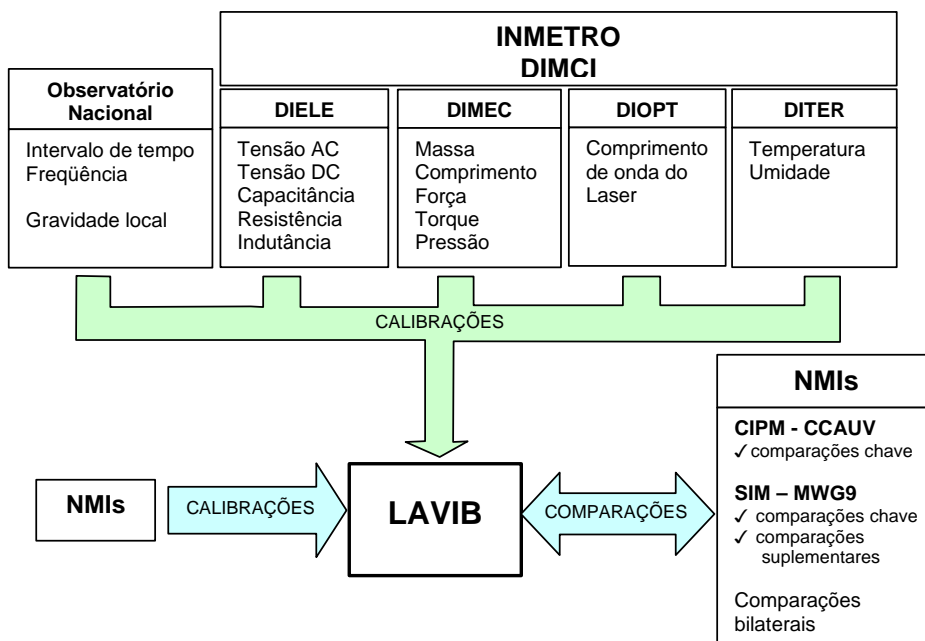 INMETRO
DIMCI
Observatório
Nacional
Intervalo de tempo
Freqüência
Gravidade local
DIELE
Tensão AC
Tensão DC
Capacitância
Resistência
Indutância
DIMEC
Massa
Comprimento
Força
Torque
Pressão
DIOPT
Comprimento
de onda do
Laser
DITER
Temperatura
Umidade
CALIBRAÇÕES
NMIs
CALIBRAÇÕES
LAVIB
COMPARAÇÕES
NMIs
CIPM - CCAUV
✓comparações chave
SIM – MWG9
✓ comparações chave
✓ comparações
suplementares
Comparações
bilaterais